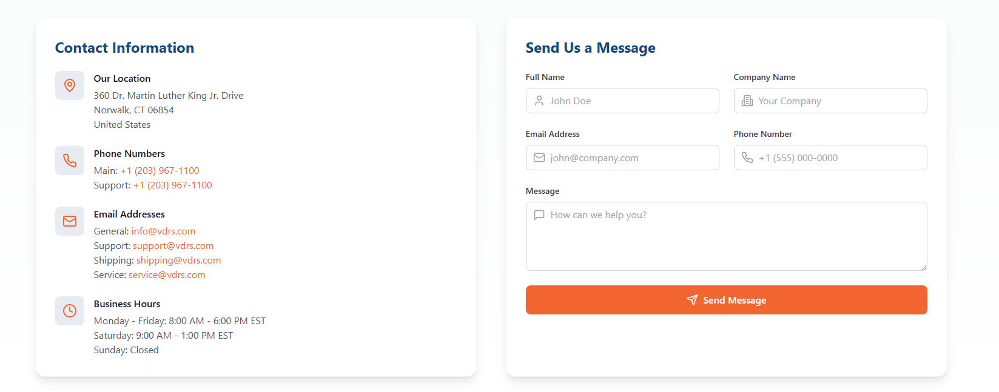 Contact Information
Our Location
360 Dr. Martin Luther King Jr. Drive
Norwalk, CT 06854
United States
Phone Numbers
Main: +1 (203) 967-1100
Support: +1 (203) 967-1100
Email Addresses
General: info@vdrs.com
Support: support@vdrs.com
Shipping: shipping@vdrs.com
Service: service@vdrs.com
Business Hours
Monday - Friday: 8:00 AM - 6:00 PM EST
Saturday: 9:00 AM - 1:00 PM EST
Sunday: Closed
Send Us a Message
Full Name
John Doe
Company Name
Your Company
Email Address
john@company.com
Phone Number
+1 (555) 000-0000
Message
How can we help you?
Send Message